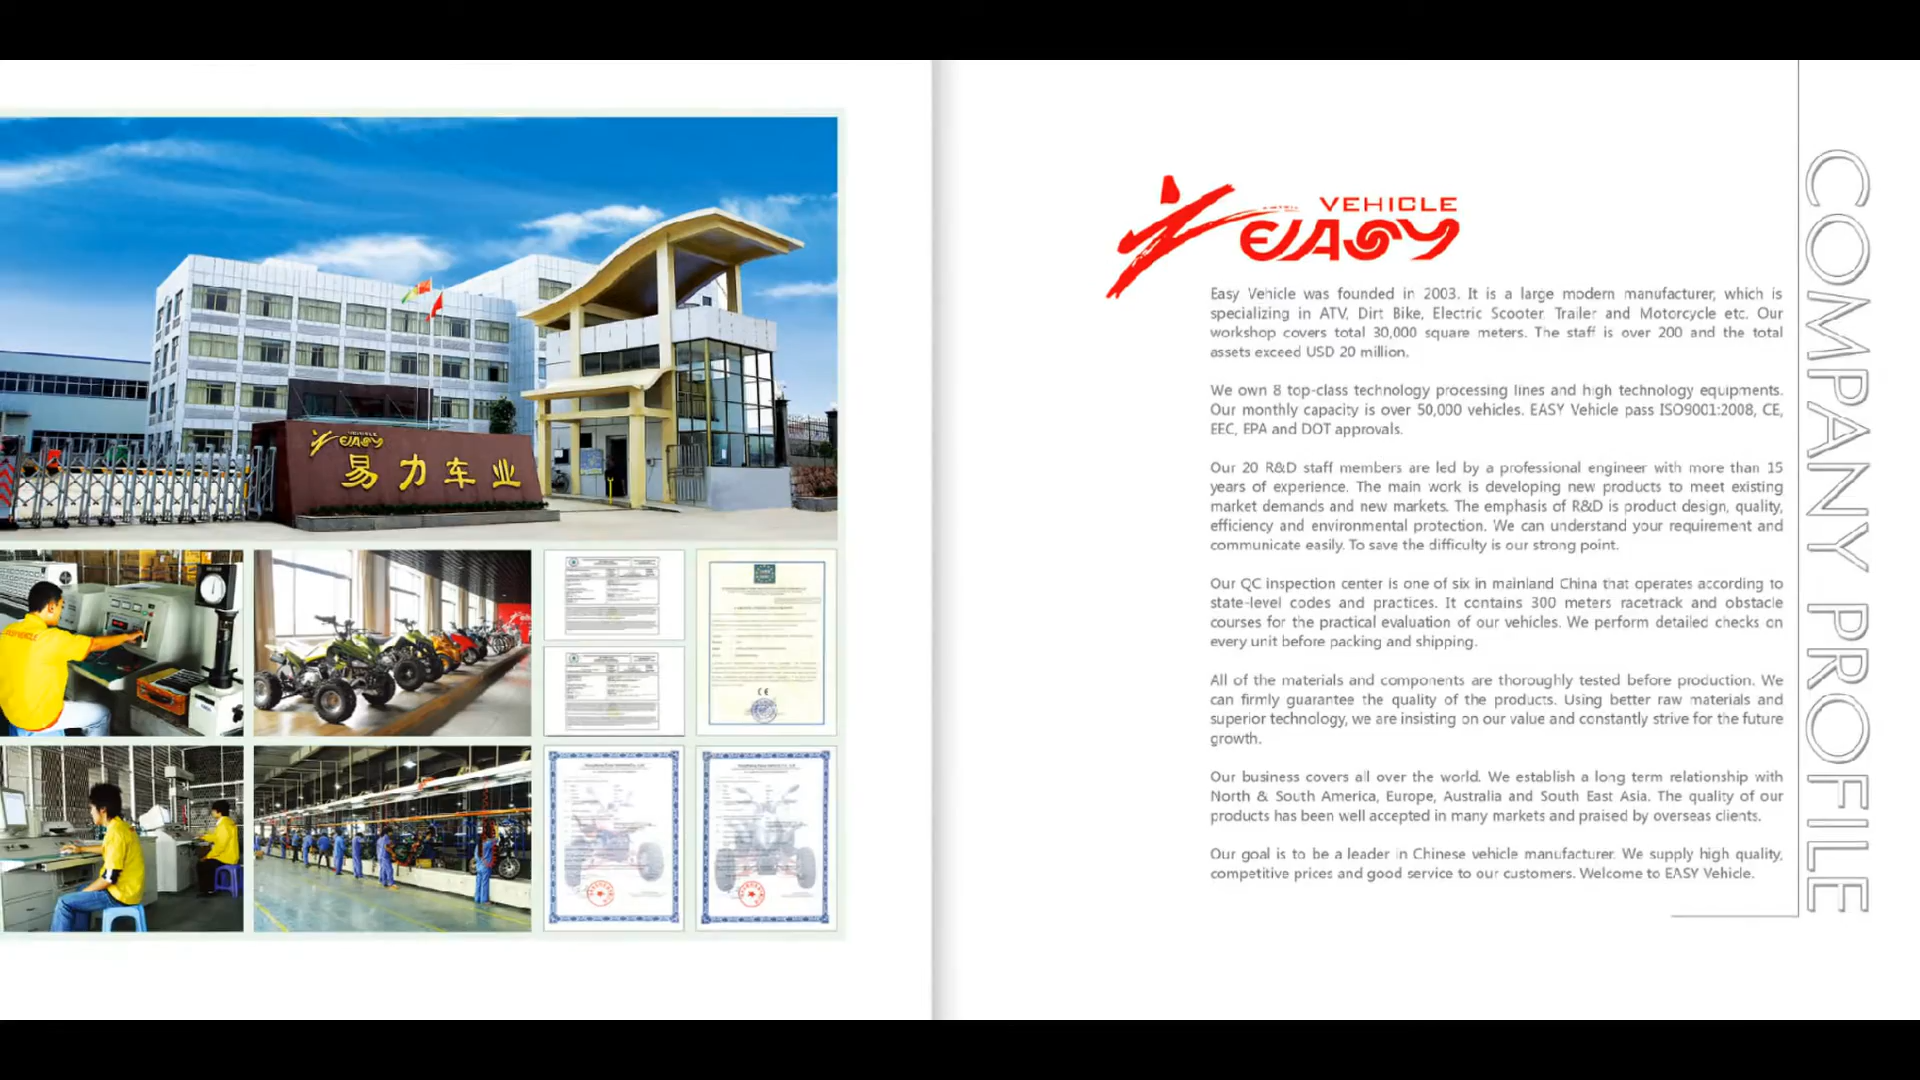 VEHICLE
EASY
易力车业
EASY VEHICLE
CE
VEHICLE
EASY
Easy Vehicle was founded in 2003. It is a large modern manufacturer, which is
specializing in ATV, Dirt Bike, Electric Scooter. Trailer and Motorcycle etc. Our
workshop covers total 30,000 square meters. The staff is over 200 and the total
assets exceed USD 20 million.
We own 8 top-class technology processing lines and high technology equipments.
Our monthly capacity is over 50,000 vehicles. EASY Vehicle pass ISO9001:2008, CE,
EEC, EPA and DOT approvals.
Our 20 R&D staff members are led by a professional engineer with more than 15
years of experience. The main work is developing new products to meet existing
market demands and new markets. The emphasis of R&D is product design, quality,
efficiency and environmental protection. We can understand your requirement and
communicate easily. To save the difficulty is our strong point.
Our QC inspection center is one of six in mainland China that operates according to
state-level codes and practices. It contains 300 meters racetrack and obstacle
courses for the practical evaluation of our vehicles. We perform detailed checks on
every unit before packing and shipping.
All of the materials and components are thoroughly tested before production. We
can firmly guarantee the quality of the products. Using better raw materials and
superior technology, we are insisting on our value and constantly strive for the future
growth.
Our business covers all over the world. We establish a long term relationship with
North & South America, Europe, Australia and South East Asia. The quality of our
products has been well accepted in many markets and praised by overseas clients.
Our goal is to be a leader in Chinese vehicle manufacturer. We supply high quality,
competitive prices and good service to our customers. Welcome to EASY Vehicle.
COMPANY PROFILE